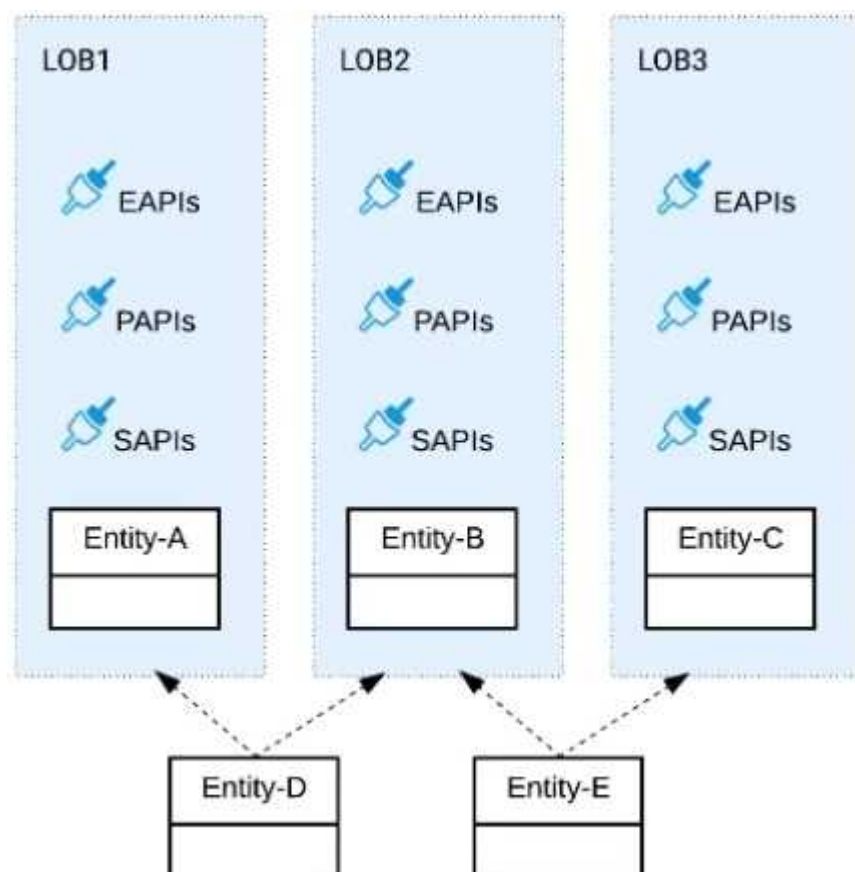 LOB1 LOB2 LOB3
EAPIs EAPIs EAPIs
PAPIs PAPIs PAPIs
SAPIs SAPIs SAPIs
Entity-A Entity-B Entity-C
Entity-D Entity-E